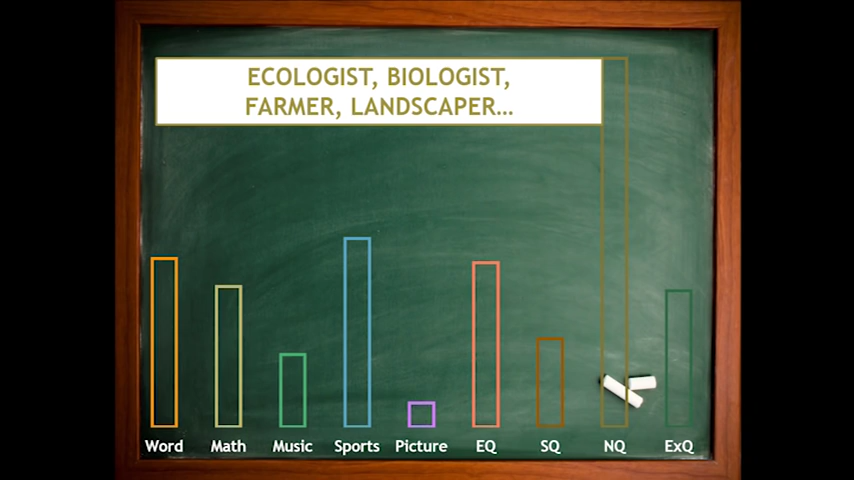 ECOLOGIST, BIOLOGIST,
FARMER, LANDSCAPER...
Word Math Music Sports Picture EQ SQ NQ ExQ